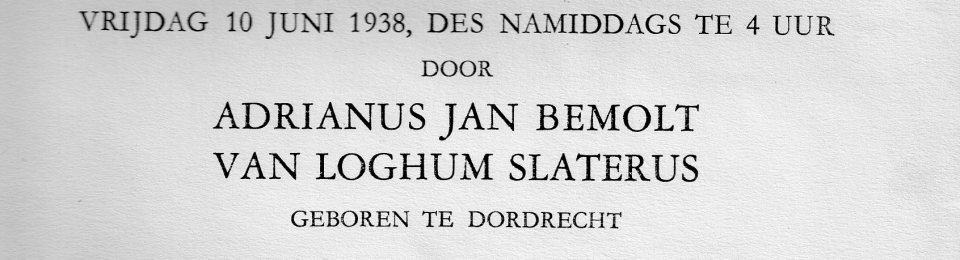 VRIJDAG 10 JUNI 1938, DES NAMIDDAGS TE 4 UUR
DOOR
ADRIANUS JAN BEMOLT
VAN LOGHUM SLATERUS
GEBOREN TE DORDRECHT